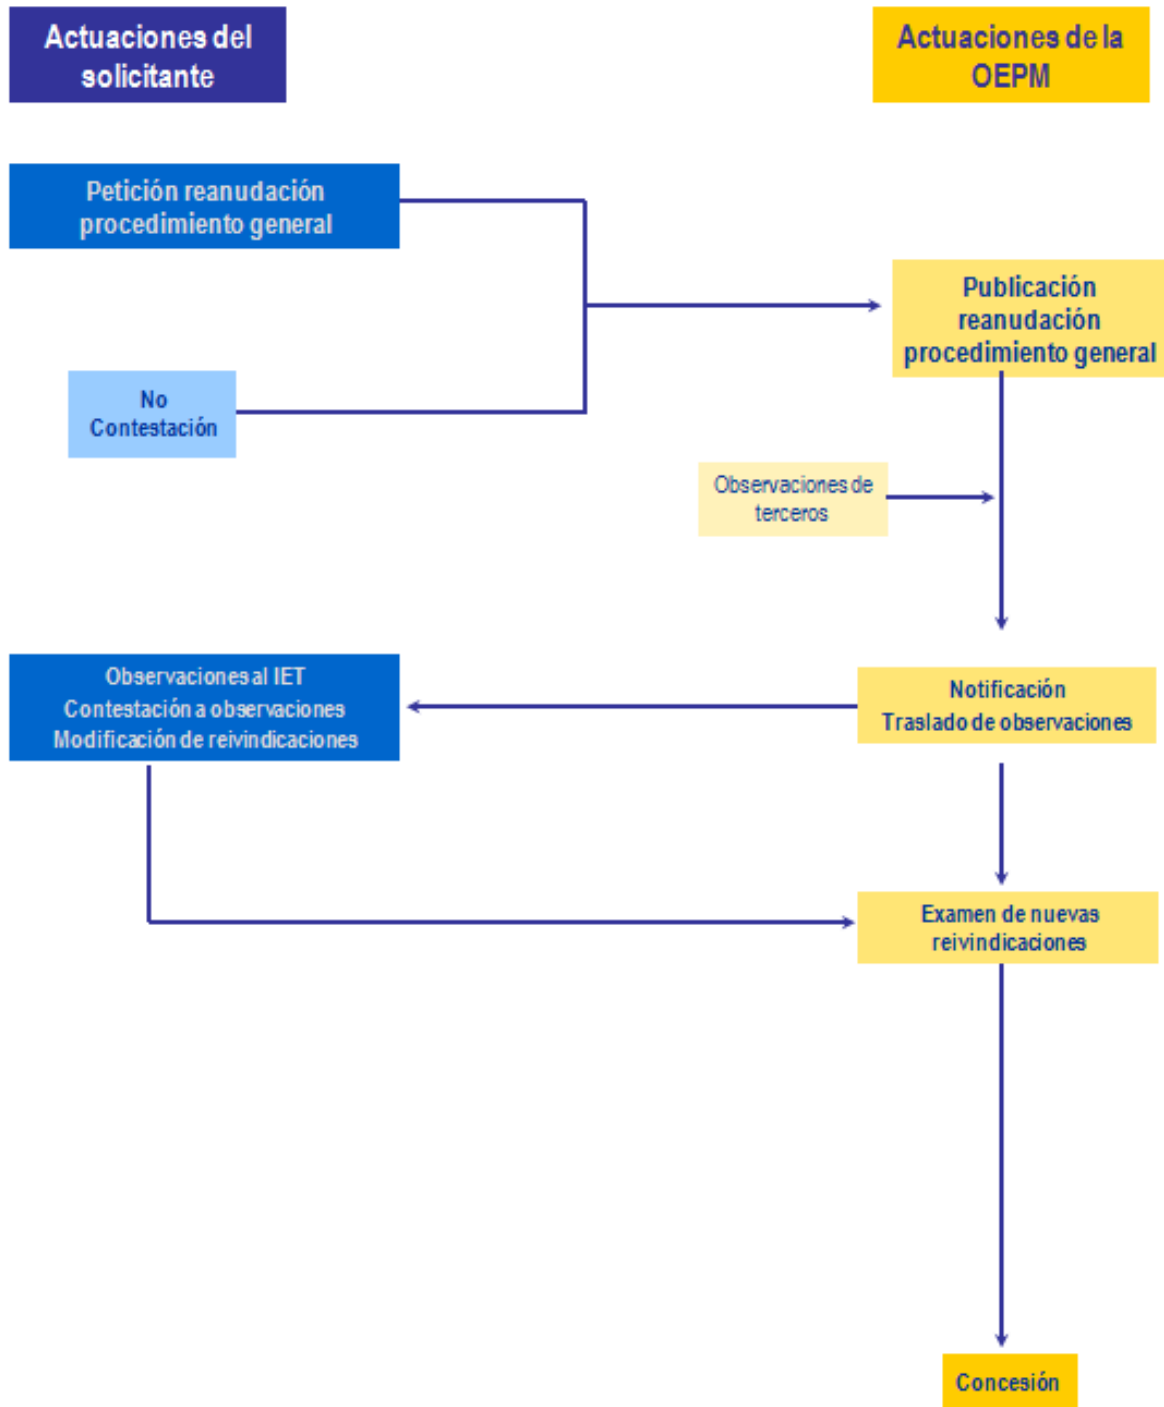 Actuaciones del
solicitante
Actuaciones de la
OEPM
Petición reanudación
procedimiento general
Publicación
reanudación
procedimiento general
No
Contestación
Observaciones de
terceros
Observaciones al IET
Contestación a observaciones
Modificación de reivindicaciones
Notificación
Traslado de observaciones
Examen de nuevas
reivindicaciones
Concesión